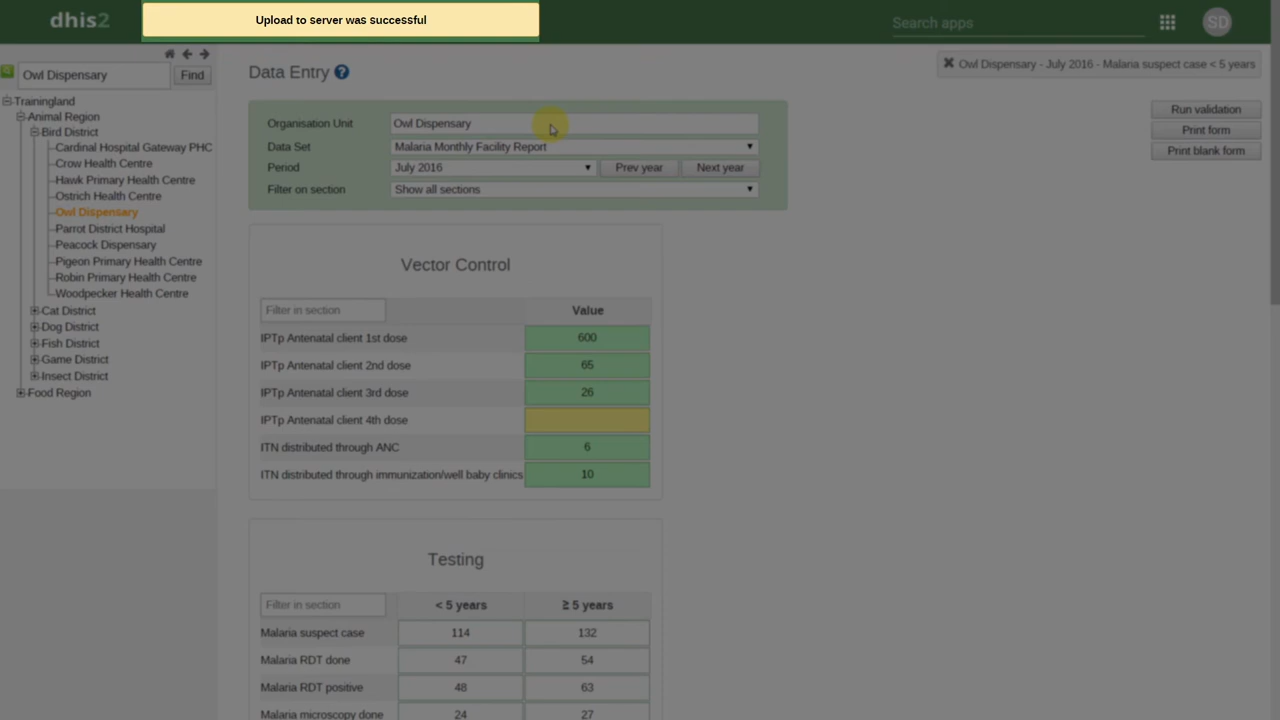 dhis2
Upload to server was successful
Search apps
SD
Owl Dispensary
Find
Data Entry ?
Owl Dispensary - July 2016 - Malaria suspect case < 5 years
Trainingland
Animal Region
Bird District
Cardinal Hospital Gateway PHC
Crow Health Centre
Hawk Primary Health Centre
Ostrich Health Centre
Owl Dispensary
Parrot District Hospital
Peacock Dispensary
Pigeon Primary Health Centre
Robin Primary Health Centre
Woodpecker Health Centre
Cat District
Dog District
Fish District
Game District
Insect District
Food Region
Organisation Unit Owl Dispensary
Data Set Malaria Monthly Facility Report
Period July 2016 Prev year Next year
Filter on section Show all sections
Run validation
Print form
Print blank form
Vector Control
Filter in section Value
IPTp Antenatal client 1st dose 600
IPTp Antenatal client 2nd dose 65
IPTp Antenatal client 3rd dose 26
IPTp Antenatal client 4th dose
ITN distributed through ANC 6
ITN distributed through immunization/well baby clinics 10
Testing
Filter in section < 5 years ≥ 5 years
Malaria suspect case 114 132
Malaria RDT done 47 54
Malaria RDT positive 48 63
Malaria microscopy done 24 27